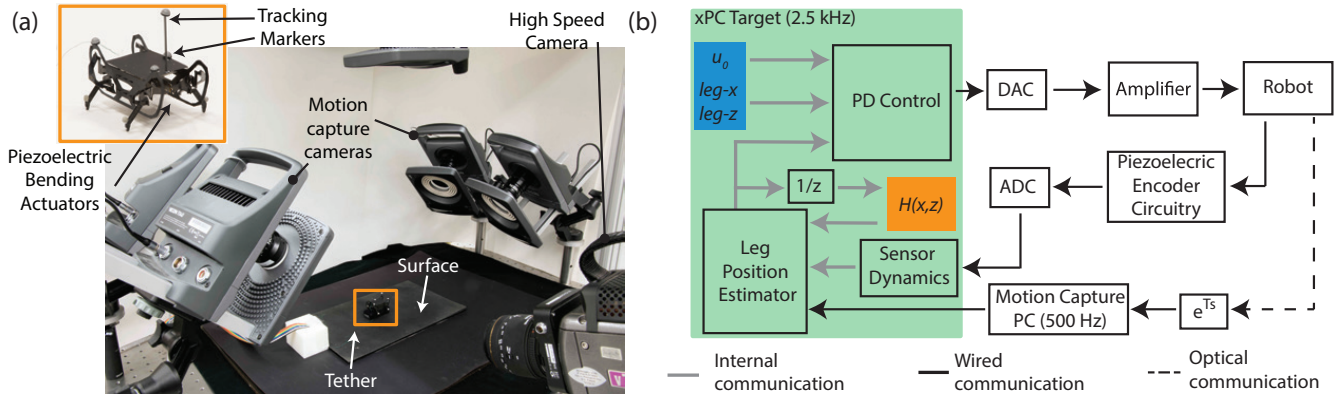 (a)
Tracking
Markers
High Speed
Camera
Motion
capture
cameras
Piezoelectric
Bending
Actuators
Surface
Tether
(b)
xPC Target (2.5 kHz)
u₀
leg-x
leg-z
PD Control
DAC
Amplifier
Robot
1/z
H(x,z)
ADC
Piezoelecric
Encoder
Circuitry
Leg
Position
Estimator
Sensor
Dynamics
Motion Capture
PC (500 Hz)
eᵀˢ
Internal
communication
Wired
communication
Optical
communication